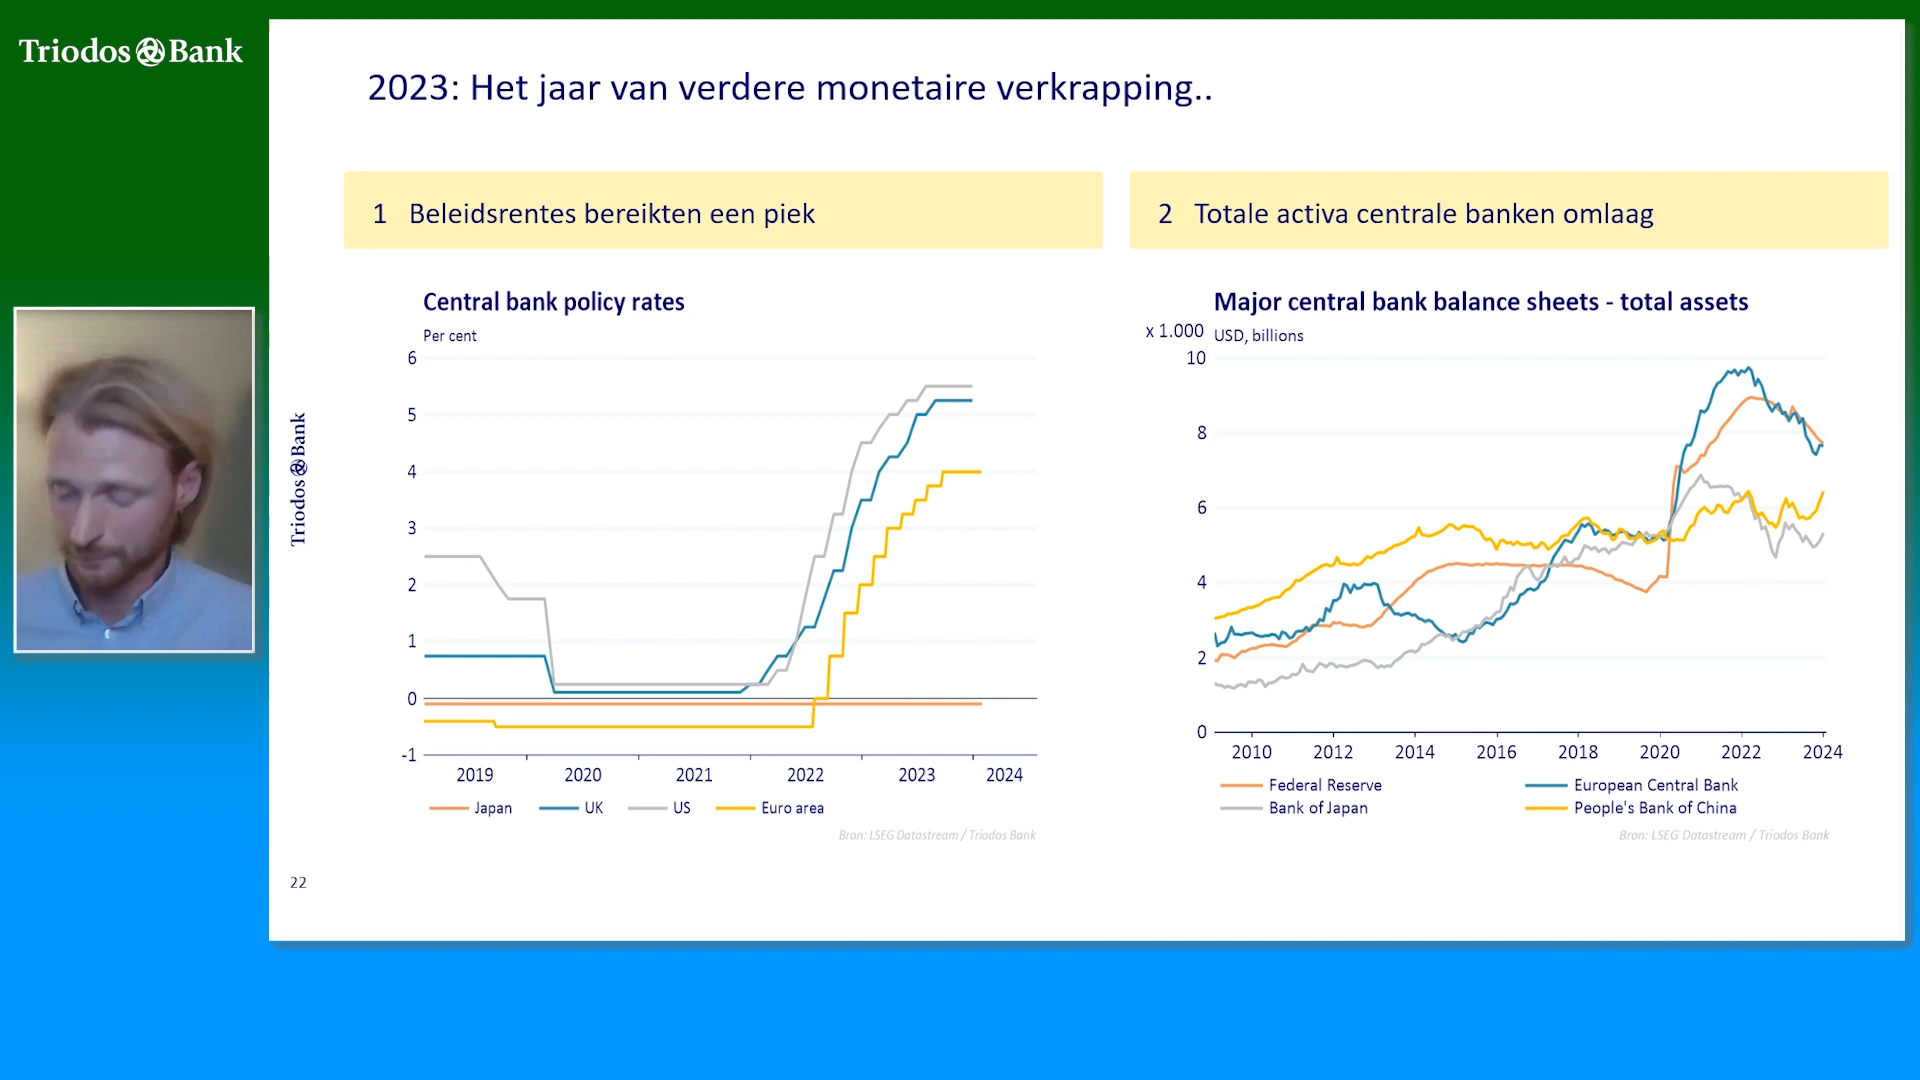 Triodos Bank
2023: Het jaar van verdere monetaire verkrapping..
1 Beleidsrentes bereikten een piek
2 Totale activa centrale banken omlaag
Central bank policy rates
Per cent
6
5
4
3
2
1
0
-1
2019 2020 2021 2022 2023 2024
Japan UK US Euro area
Bron: LSEG Datastream / Triodos Bank
Major central bank balance sheets - total assets
x 1.000 USD, billions
10
8
6
4
2
0
2010 2012 2014 2016 2018 2020 2022 2024
Federal Reserve European Central Bank
Bank of Japan People's Bank of China
Bron: LSEG Datastream / Triodos Bank
Triodos Bank
22